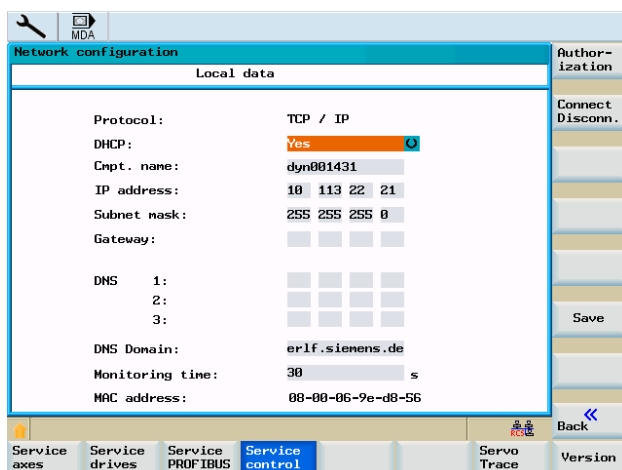 MDA
Network configuration
Author-
ization
Local data
Connect
Disconn.
Protocol: TCP / IP
DHCP: Yes
Cmpt. name: dyn001431
IP address: 10 113 22 21
Subnet mask: 255 255 255 0
Gateway:
DNS 1:
2:
3:
Save
DNS Domain: erlf.siemens.de
Monitoring time: 30 s
MAC address: 08-00-06-9e-d8-56
«
Back
RCS
Service axes
Service drives
Service PROFIBUS
Service control
Servo Trace
Version